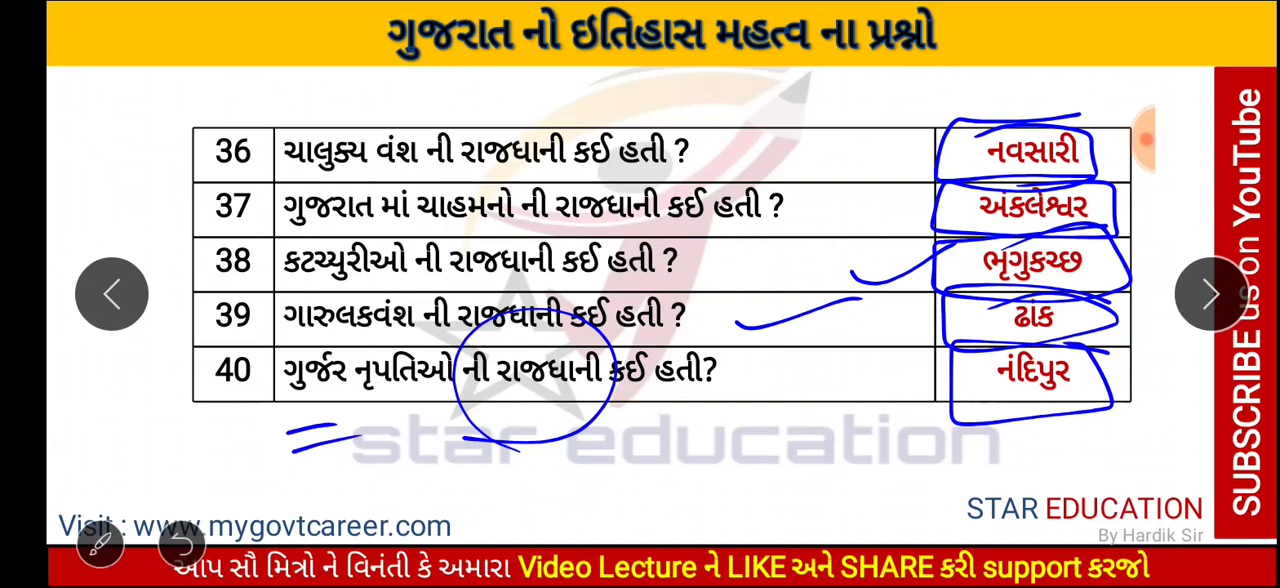 ગુજરાત નો ઇતિહાસ મહત્વ ના પ્રશ્નો
36 ચાલુક્ય વંશ ની રાજધાની કઈ હતી ? નવસારી
37 ગુજરાત માં ચાહમનો ની રાજધાની કઈ હતી ? અંકલેશ્વર
38 કટચ્યુરીઓ ની રાજધાની કઈ હતી ? ભૃગુકચ્છ
39 ગારુલકવંશ ની રાજધાની કઈ હતી ? ઢાંક
40 ગુર્જર નૃપતિઓ ની રાજધાની કઈ હતી? નંદિપુર
star education
STAR EDUCATION
By Hardik Sir
Visit : www.mygovtcareer.com
આપ સૌ મિત્રો ને વિનંતી કે અમારા Video Lecture ને LIKE અને SHARE કરી support કરજો
SUBSCRIBE us on YouTube